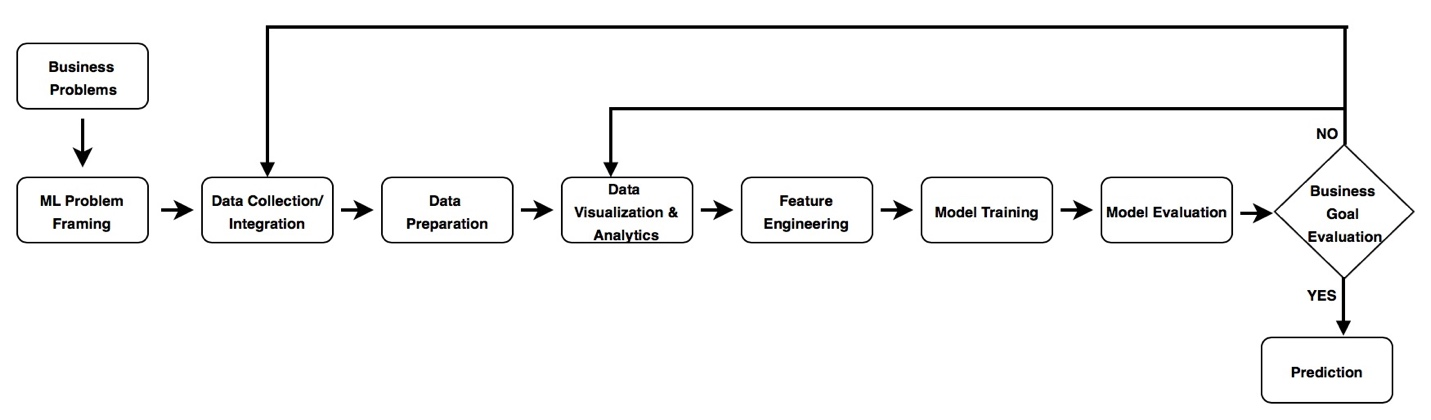 Business
Problems
ML Problem
Framing
Data Collection/
Integration
Data
Preparation
Data
Visualization &
Analytics
Feature
Engineering
Model Training
Model Evaluation
NO
Business
Goal
Evaluation
YES
Prediction